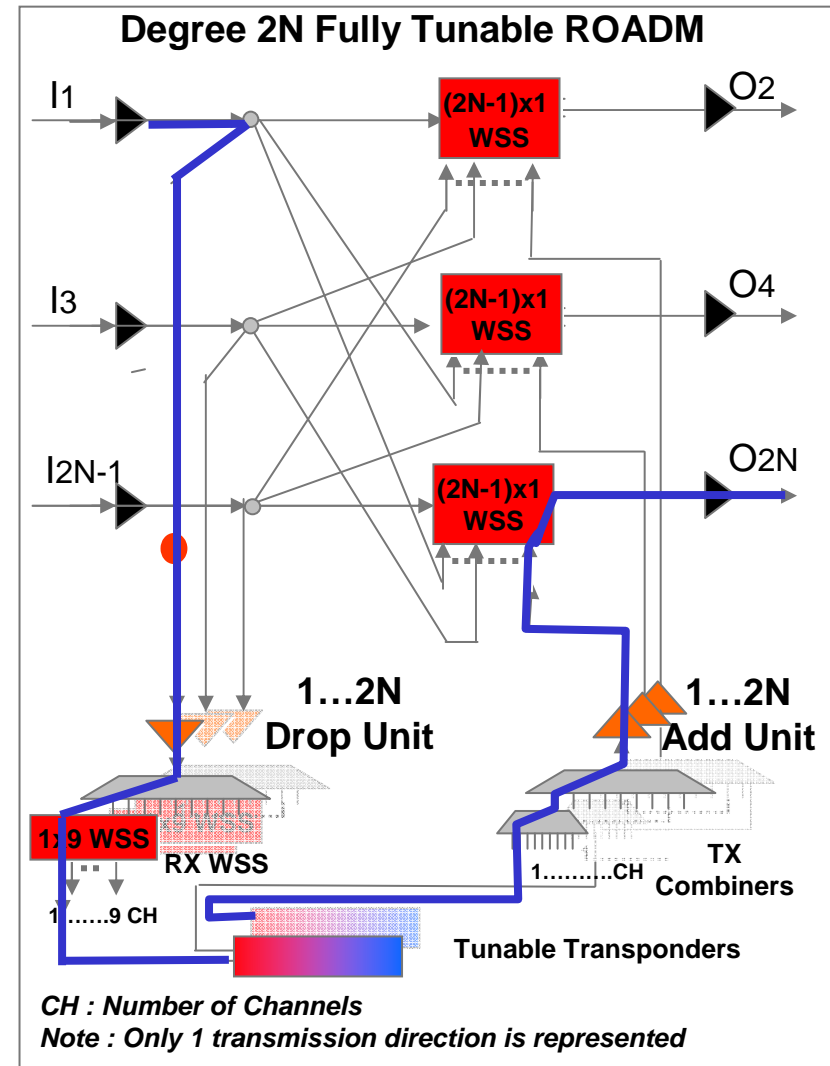 Degree 2N Fully Tunable ROADM
I1
(2N-1)x1
WSS
O2
I3
(2N-1)x1
WSS
O4
I2N-1
(2N-1)x1
WSS
O2N
1…2N
Drop Unit
1…2N
Add Unit
1x9 WSS
RX WSS
1.......9 CH
1..........CH
TX
Combiners
Tunable Transponders
CH : Number of Channels
Note : Only 1 transmission direction is represented